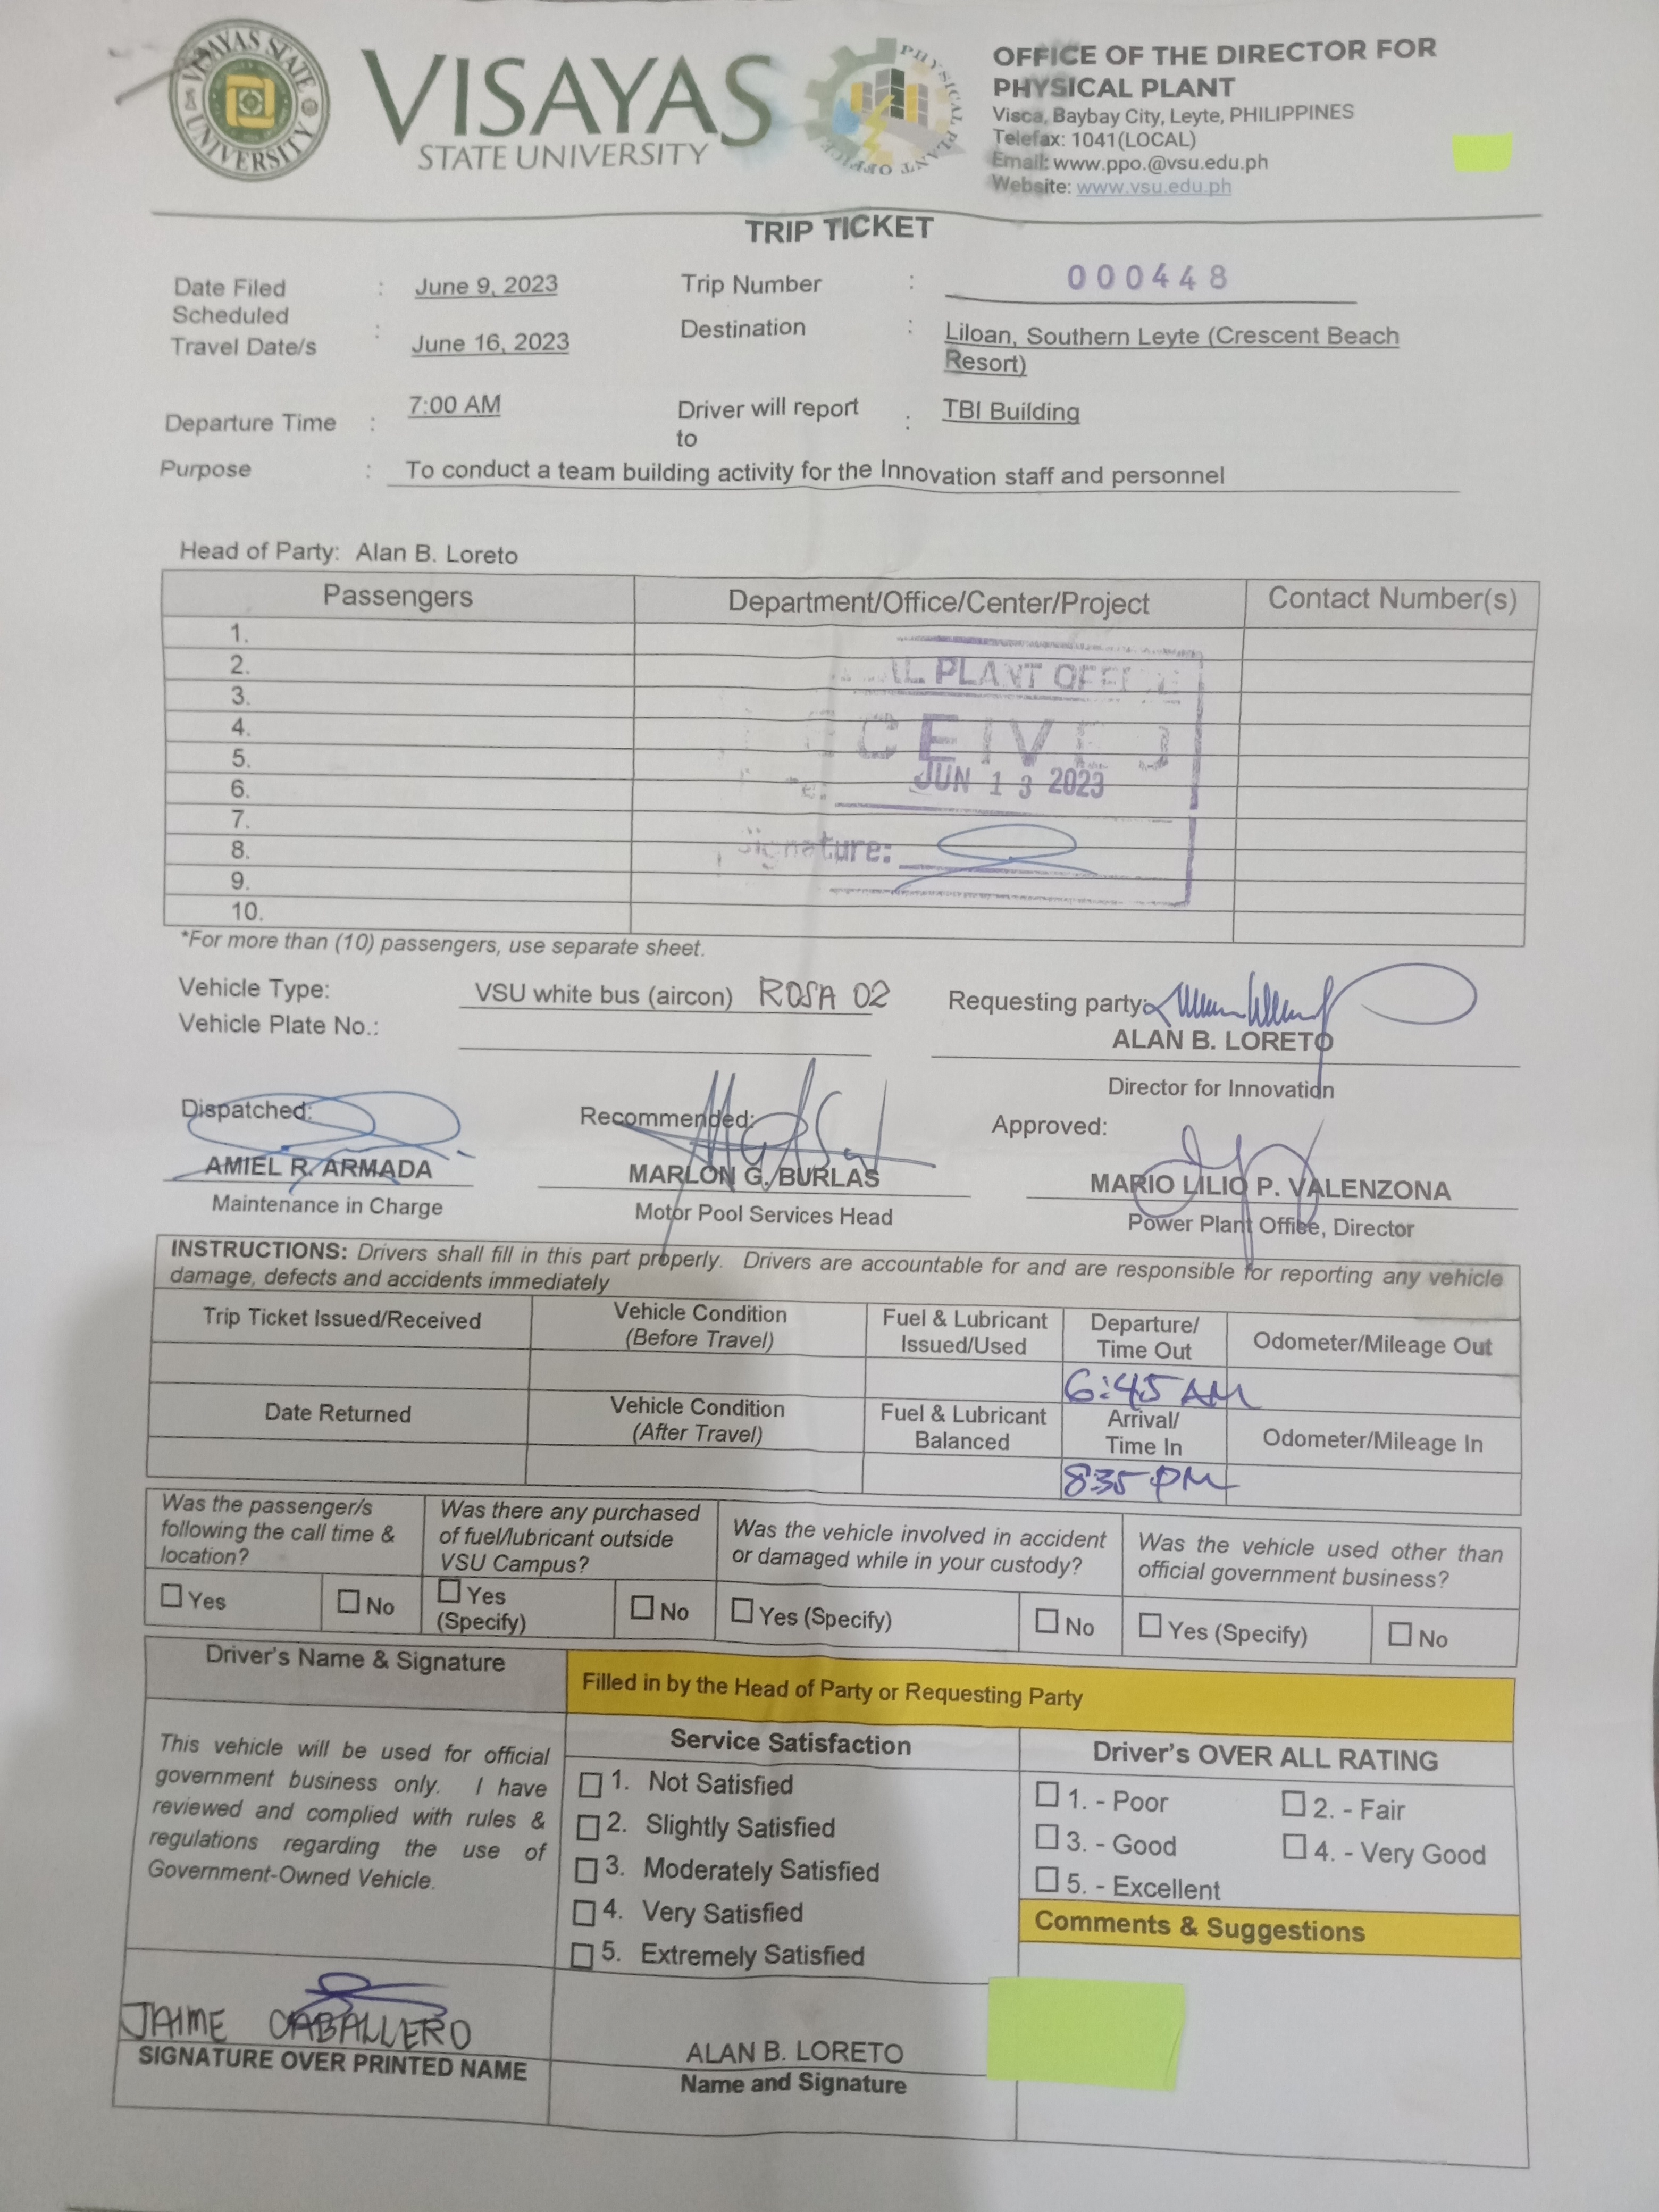 VISAYAS STATE UNIVERSITY
VISAYAS
STATE UNIVERSITY
PHYSICAL PLANT OFFICE
OFFICE OF THE DIRECTOR FOR
PHYSICAL PLANT
Visca, Baybay City, Leyte, PHILIPPINES
Telefax: 1041(LOCAL)
Email: www.ppo.@vsu.edu.ph
Website: www.vsu.edu.ph
TRIP TICKET
Date Filed : June 9, 2023 Trip Number : 000448
Scheduled
Travel Date/s : June 16, 2023 Destination : Liloan, Southern Leyte (Crescent Beach
Resort)
Departure Time : 7:00 AM Driver will report
to : TBI Building
Purpose : To conduct a team building activity for the Innovation staff and personnel
Head of Party: Alan B. Loreto
Passengers Department/Office/Center/Project Contact Number(s)
1.
2.
3.
4.
5.
6.
7.
8.
9.
10.
PLANT OFFICE
RECEIVED
JUN 13 2023
Signature:
*For more than (10) passengers, use separate sheet.
Vehicle Type: VSU white bus (aircon) ROSA 02 Requesting party:
Vehicle Plate No.: ALAN B. LORETO
Director for Innovation
Dispatched: Recommended: Approved:
AMIEL R. ARMADA MARLON G. BURLAS MARIO LILIO P. VALENZONA
Maintenance in Charge Motor Pool Services Head Power Plant Office, Director
INSTRUCTIONS: Drivers shall fill in this part properly. Drivers are accountable for and are responsible for reporting any vehicle
damage, defects and accidents immediately
Trip Ticket Issued/Received Vehicle Condition
(Before Travel) Fuel & Lubricant
Issued/Used Departure/
Time Out Odometer/Mileage Out
6:45 AM
Date Returned Vehicle Condition
(After Travel) Fuel & Lubricant
Balanced Arrival/
Time In Odometer/Mileage In
8:35 PM
Was the passenger/s
following the call time &
location?
Was there any purchased
of fuel/lubricant outside
VSU Campus?
Was the vehicle involved in accident
or damaged while in your custody?
Was the vehicle used other than
official government business?
Yes No Yes
(Specify) No Yes (Specify) No Yes (Specify) No
Driver's Name & Signature
Filled in by the Head of Party or Requesting Party
This vehicle will be used for official
government business only. I have
reviewed and complied with rules &
regulations regarding the use of
Government-Owned Vehicle.
Service Satisfaction
1. Not Satisfied
2. Slightly Satisfied
3. Moderately Satisfied
4. Very Satisfied
5. Extremely Satisfied
Driver's OVER ALL RATING
1. - Poor 2. - Fair
3. - Good 4. - Very Good
5. - Excellent
Comments & Suggestions
JAIME CABALLERO
SIGNATURE OVER PRINTED NAME
ALAN B. LORETO
Name and Signature